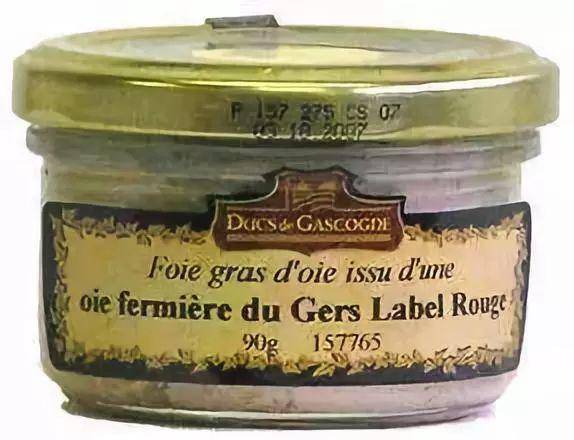 P 157 275 CS 07
03.10.2007
DUCS de GASCOGNE
Foie gras d'oie issu d'une
oie fermière du Gers Label Rouge
90g 157765